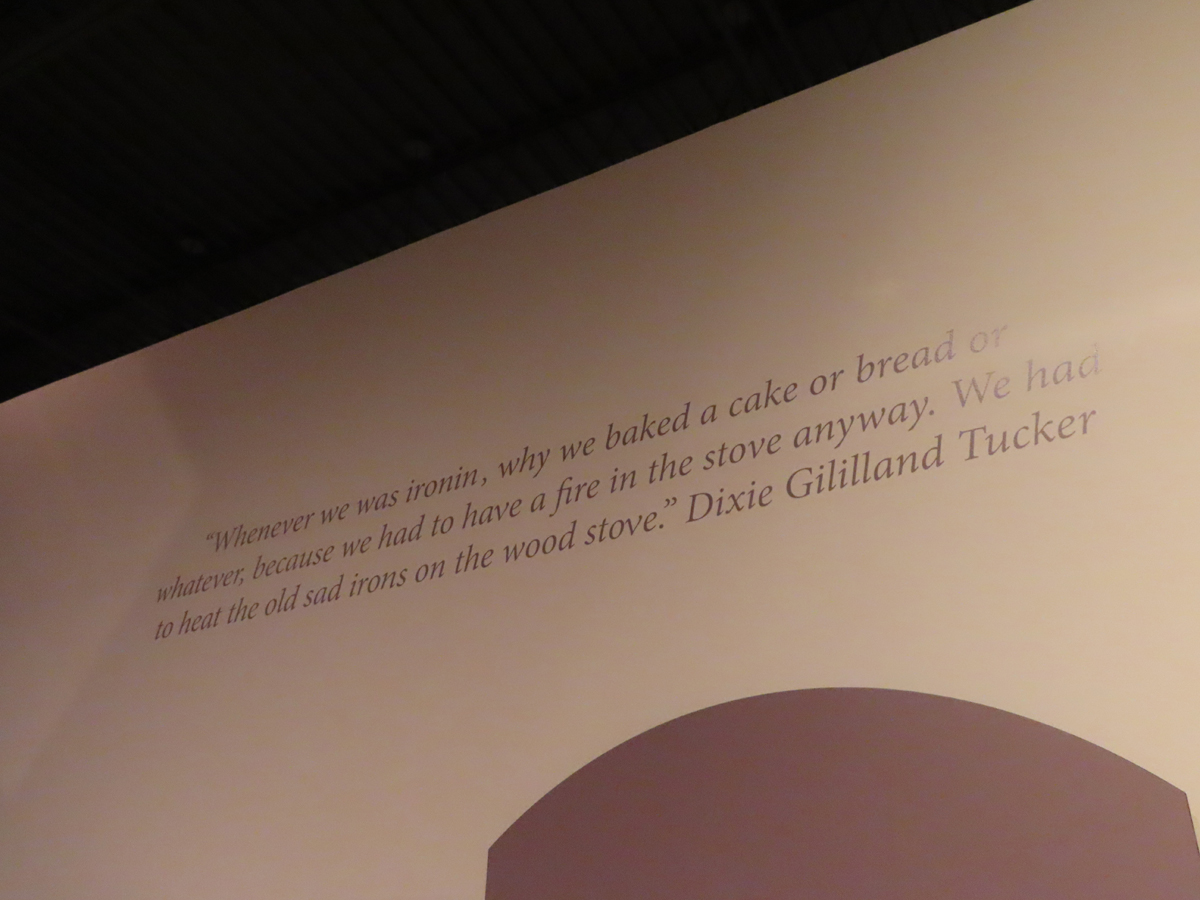 “Whenever we was ironin, why we baked a cake or bread or
whatever, because we had to have a fire in the stove anyway. We had
to heat the old sad irons on the wood stove.” Dixie Gililland Tucker